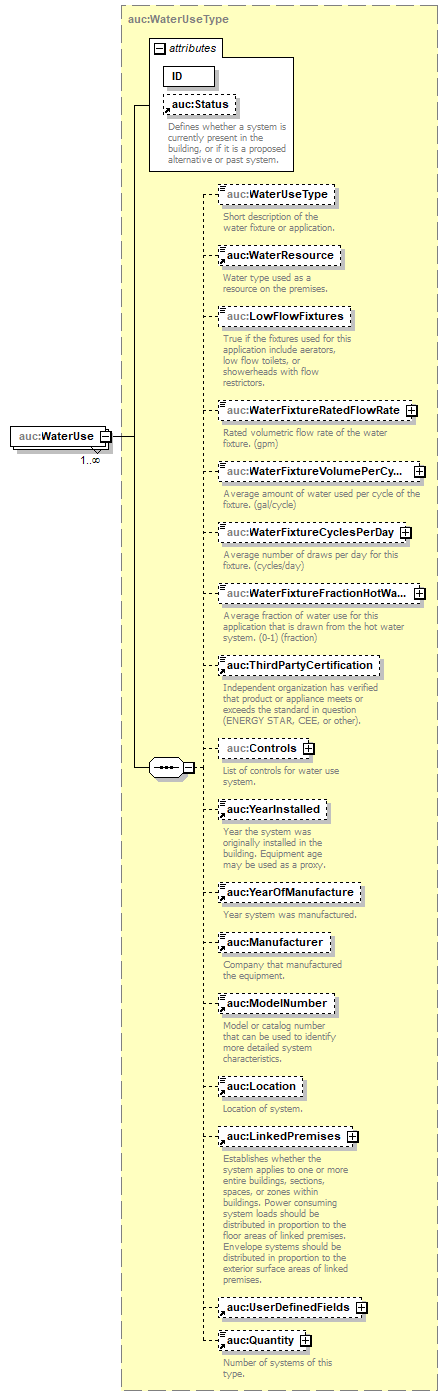 auc:WaterUseType
attributes
ID
auc:Status
Defines whether a system is
currently present in the
building, or if it is a proposed
alternative or past system.
auc:WaterUseType
Short description of the
water fixture or application.
auc:WaterResource
Water type used as a
resource on the premises.
auc:LowFlowFixtures
True if the fixtures used for this
application include aerators,
low flow toilets, or
showerheads with flow
restrictors.
auc:WaterFixtureRatedFlowRate
Rated volumetric flow rate of the water
fixture. (gpm)
auc:WaterUse
1..∞
auc:WaterFixtureVolumePerCy...
Average amount of water used per cycle of the
fixture. (gal/cycle)
auc:WaterFixtureCyclesPerDay
Average number of draws per day for this
fixture. (cycles/day)
auc:WaterFixtureFractionHotWa...
Average fraction of water use for this
application that is drawn from the hot water
system. (0-1) (fraction)
auc:ThirdPartyCertification
Independent organization has verified
that product or appliance meets or
exceeds the standard in question
(ENERGY STAR, CEE, or other).
auc:Controls
List of controls for water use
system.
auc:YearInstalled
Year the system was
originally installed in the
building. Equipment age
may be used as a proxy.
auc:YearOfManufacture
Year system was manufactured.
auc:Manufacturer
Company that manufactured
the equipment.
auc:ModelNumber
Model or catalog number
that can be used to identify
more detailed system
characteristics.
auc:Location
Location of system.
auc:LinkedPremises
Establishes whether the
system applies to one or more
entire buildings, sections,
spaces, or zones within
buildings. Power consuming
system loads should be
distributed in proportion to the
floor areas of linked premises.
Envelope systems should be
distributed in proportion to the
exterior surface areas of linked
premises.
auc:UserDefinedFields
auc:Quantity
Number of systems of this
type.